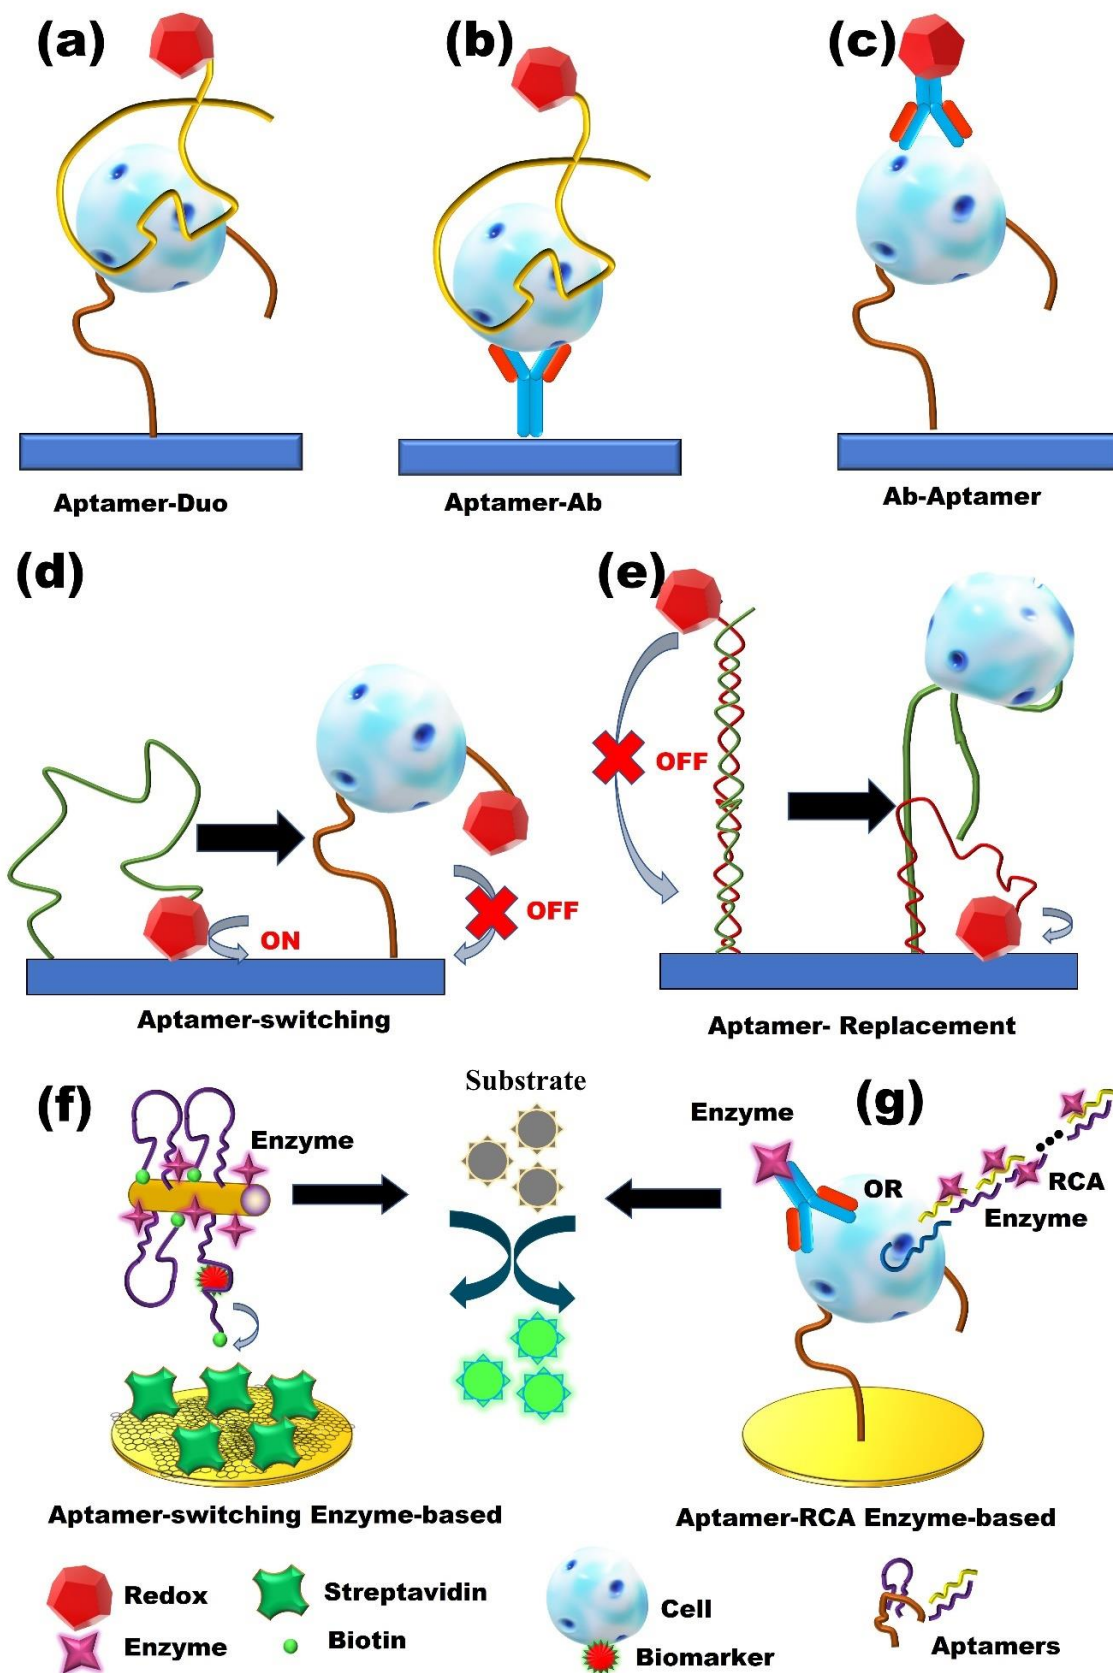 (a)
(b)
(c)
Aptamer-Duo
Aptamer-Ab
Ab-Aptamer
(d)
(e)
OFF
ON
OFF
Aptamer-switching
Aptamer- Replacement
(f)
Substrate
(g)
Enzyme
Enzyme
OR
RCA
Enzyme
Aptamer-switching Enzyme-based
Aptamer-RCA Enzyme-based
Redox
Streptavidin
Cell
Enzyme
Biotin
Biomarker
Aptamers